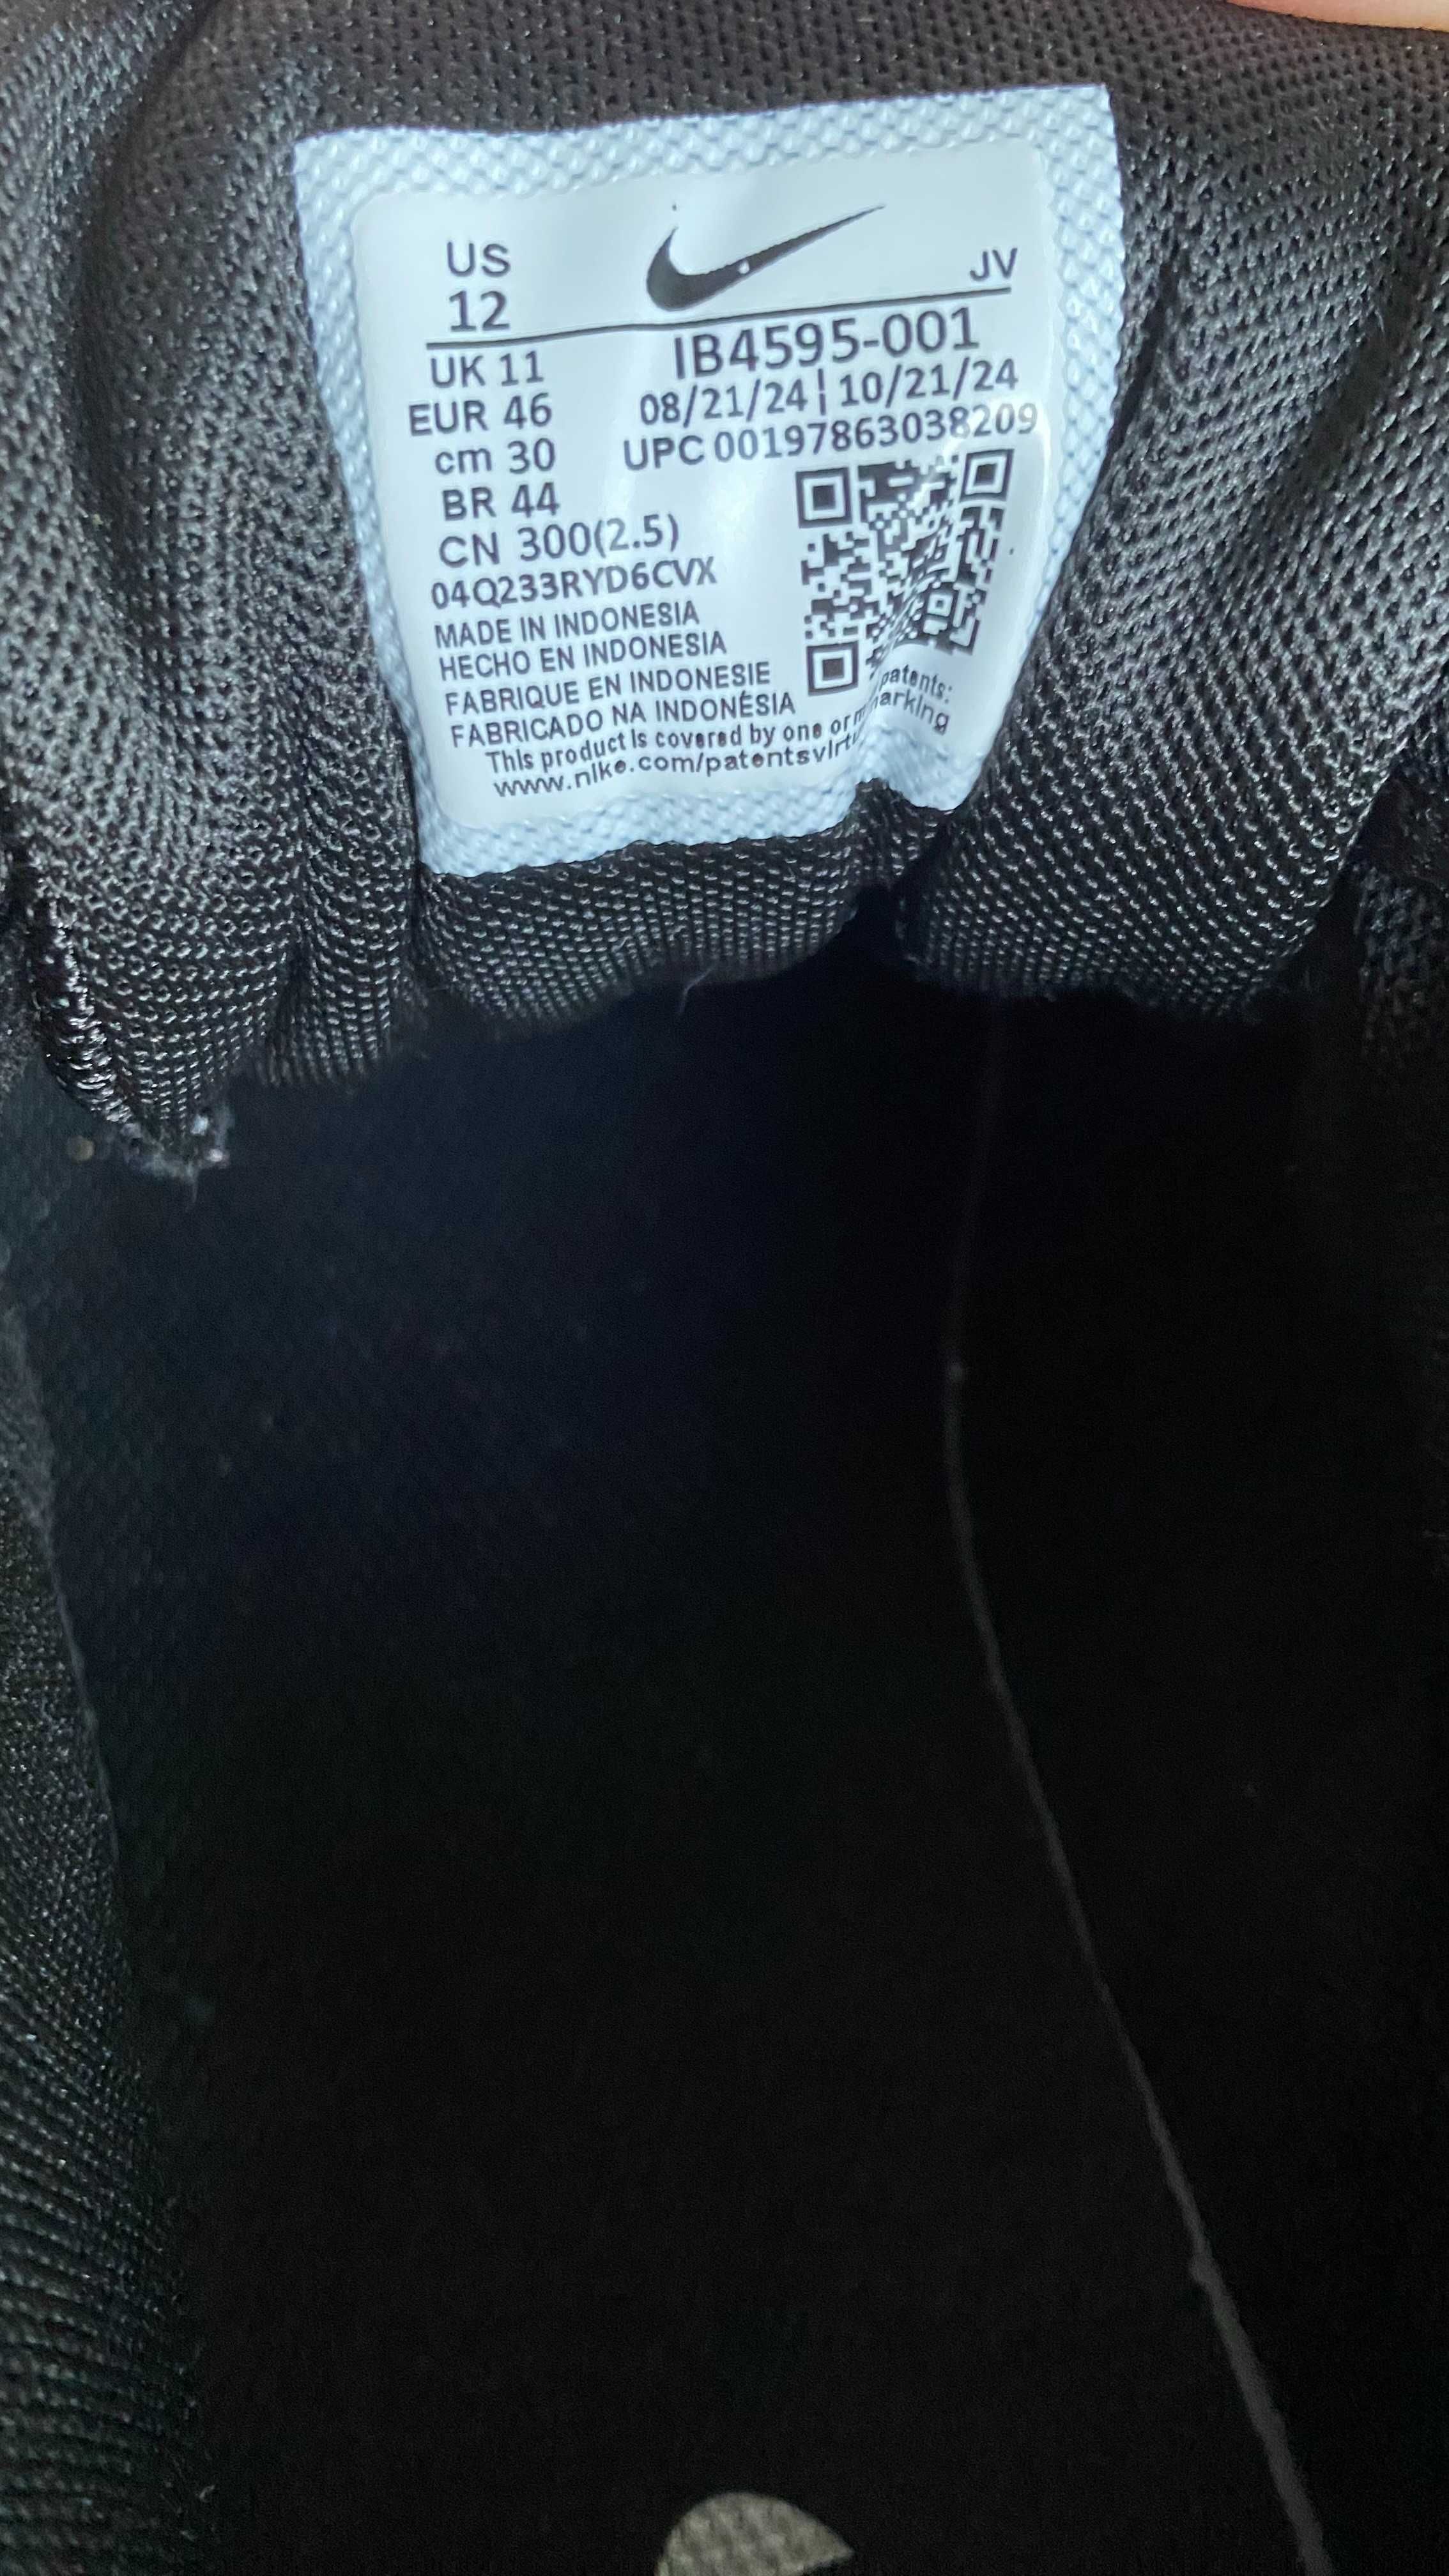 US
12
JV
UK 11
IB4595-001
EUR 46
08/21/24 | 10/21/24
cm 30
UPC 00197863038209
BR 44
CN 300(2.5)
04Q233RYD6CVX
MADE IN INDONESIA
HECHO EN INDONESIA
FABRIQUE EN INDONESIE
FABRICADO NA INDONÉSIA
This product is covered by one or patents:
www.nike.com/patentsvirt arking